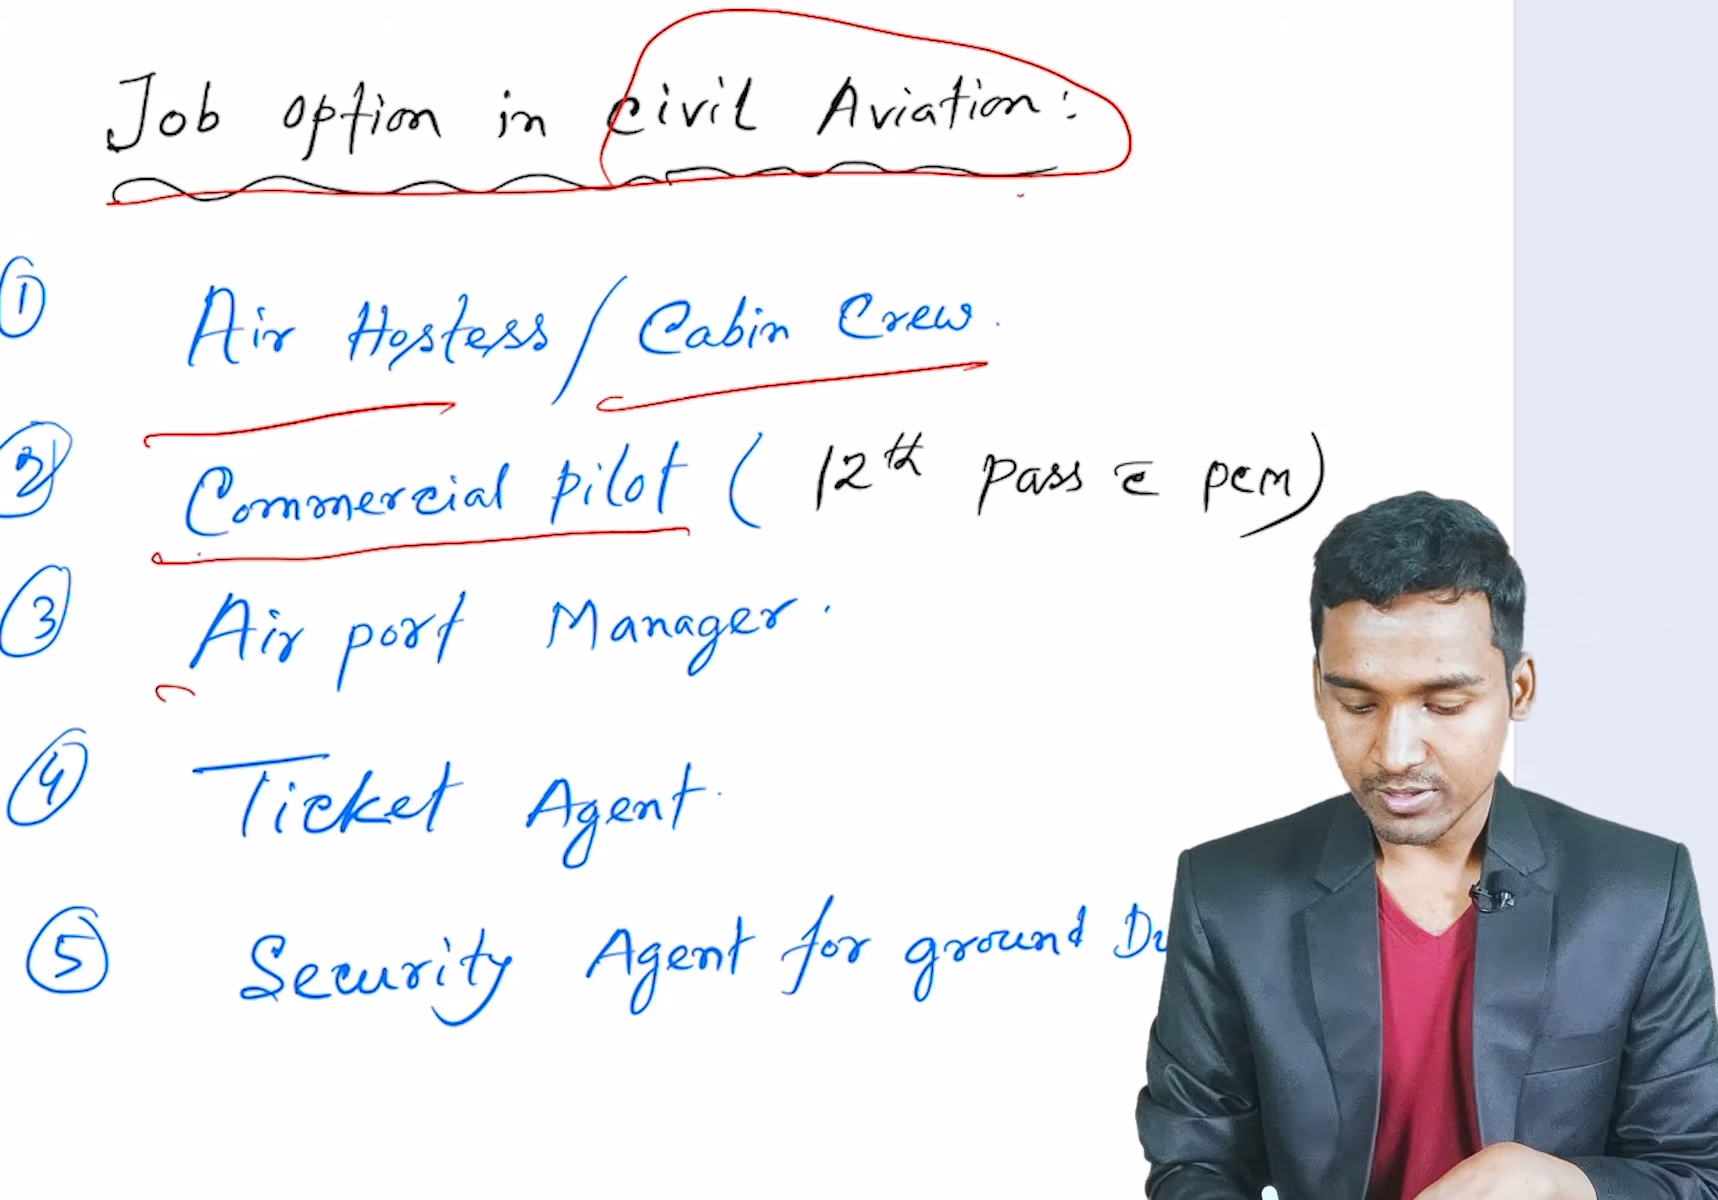 Job option in Civil Aviation:
① Air Hostess / Cabin Crew.
② Commercial pilot ( 12th pass c̄ pcm)
③ Air port Manager.
④ Ticket Agent.
⑤ Security Agent for ground